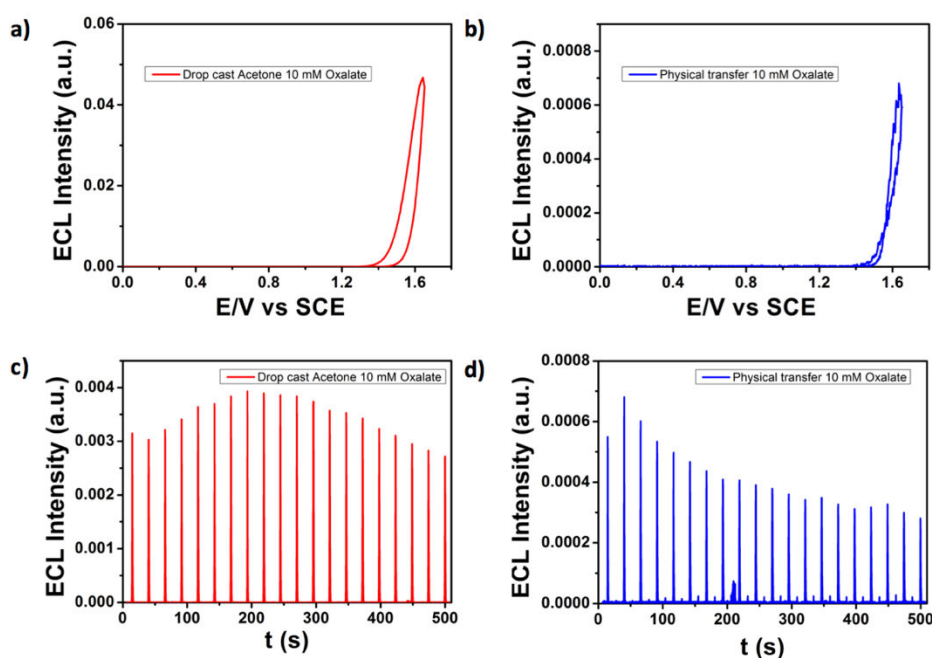 a)
ECL Intensity (a.u.)
0.06
0.04
0.02
0.00
Drop cast Acetone 10 mM Oxalate
0.0 0.4 0.8 1.2 1.6
E/V vs SCE
b)
ECL Intensity (a.u.)
0.0008
0.0006
0.0004
0.0002
0.0000
Physical transfer 10 mM Oxalate
0.0 0.4 0.8 1.2 1.6
E/V vs SCE
c)
ECL Intensity (a.u.)
0.004
0.003
0.002
0.001
0.000
Drop cast Acetone 10 mM Oxalate
0 100 200 300 400 500
t (s)
d)
ECL Intensity (a.u.)
0.0008
0.0006
0.0004
0.0002
0.0000
Physical transfer 10 mM Oxalate
0 100 200 300 400 500
t (s)